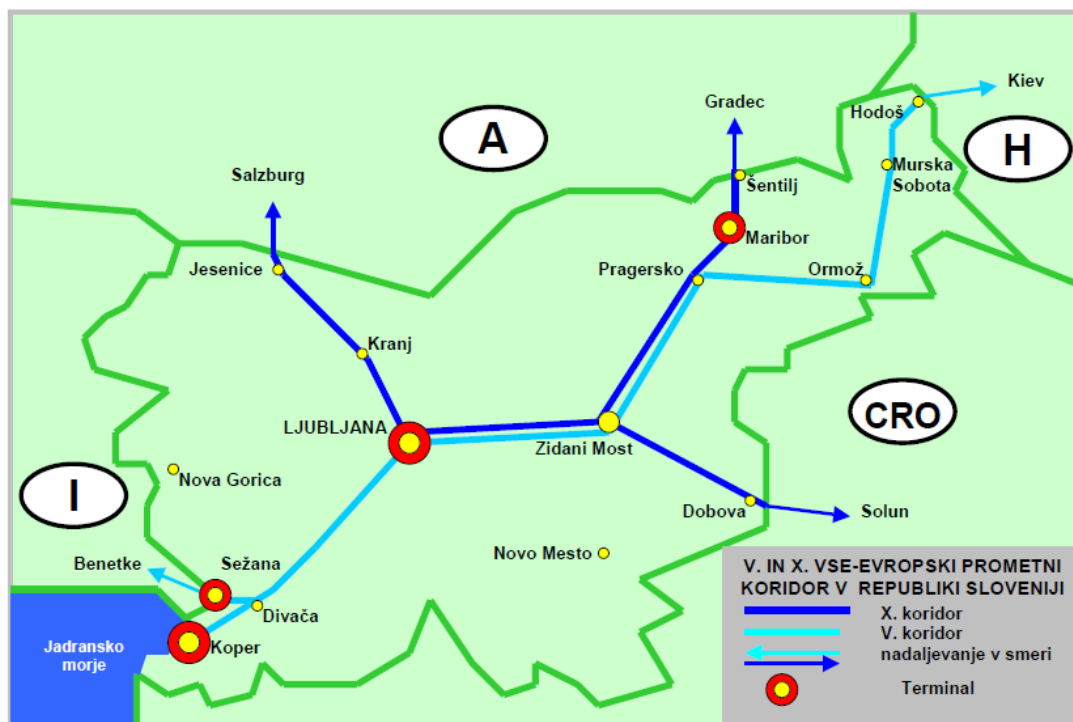 Kiev
Gradec
A
Hodoš
H
Murska
Sobota
Salzburg
Šentilj
Maribor
Jesenice
Pragersko
Ormož
Kranj
CRO
LJUBLJANA
Zidani Most
Nova Gorica
I
Dobova
Solun
Benetke
Sežana
Novo Mesto
Divača
Koper
Jadransko
morje
V. IN X. VSE-EVROPSKI PROMETNI
KORIDOR V REPUBLIKI SLOVENIJI
X. koridor
V. koridor
nadaljevanje v smeri
Terminal